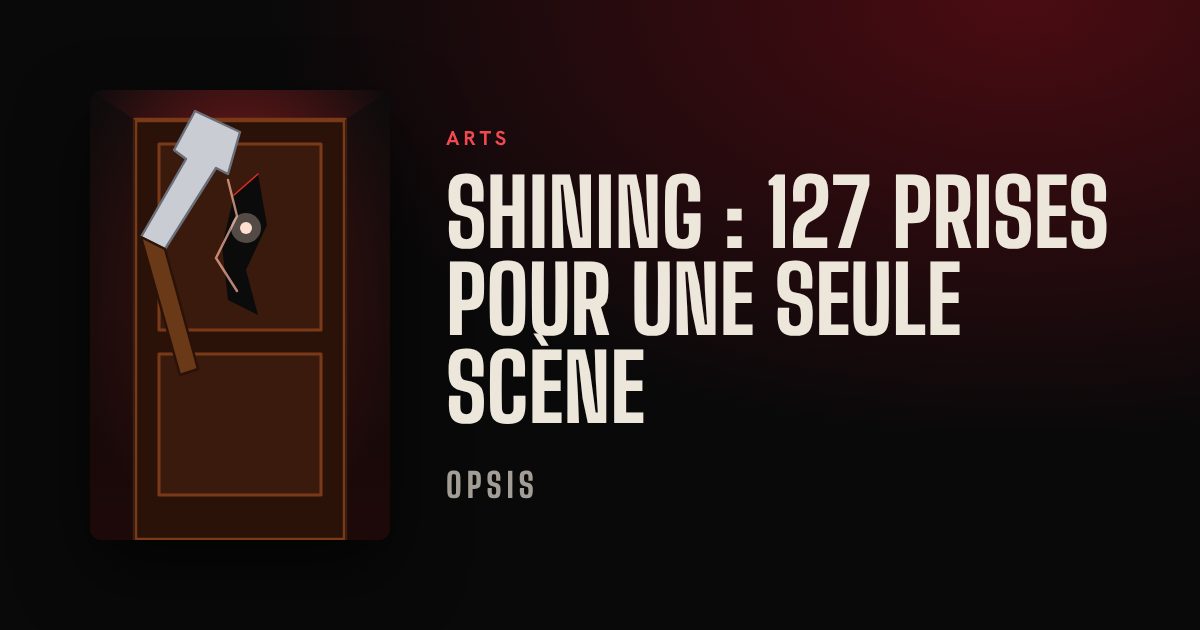 ARTS
SHINING : 127 PRISES
POUR UNE SEULE
SCÈNE
OPSIS